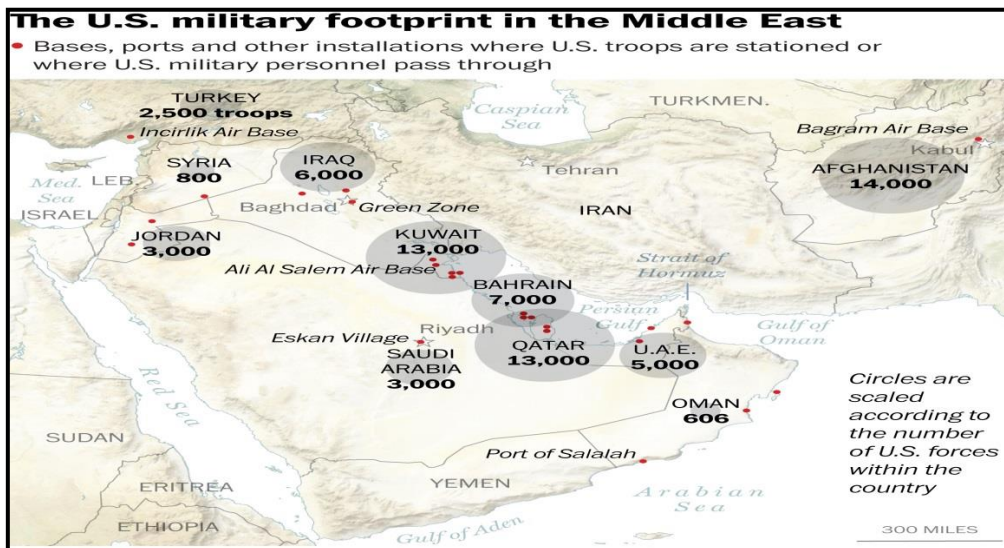 The U.S. military footprint in the Middle East
Bases, ports and other installations where U.S. troops are stationed or
where U.S. military personnel pass through
TURKEY
2,500 troops
Incirlik Air Base
Caspian
Sea
TURKMEN.
Bagram Air Base
Kabul
AFGHANISTAN
14,000
SYRIA
800
IRAQ
6,000
Tehran
Med.
Sea
LEB.
ISRAEL
Baghdad
Green Zone
IRAN
JORDAN
3,000
KUWAIT
13,000
Ali Al Salem Air Base
Strait of
Hormuz
BAHRAIN
7,000
Persian
Gulf
Gulf of
Oman
Eskan Village
Riyadh
SAUDI
ARABIA
3,000
QATAR
13,000
U.A.E.
5,000
Red Sea
OMAN
606
Circles are
scaled
according to
the number
of U.S. forces
within the
country
SUDAN
Port of Salalah
YEMEN
ERITREA
Arabian
Sea
ETHIOPIA
Gulf of Aden
300 MILES